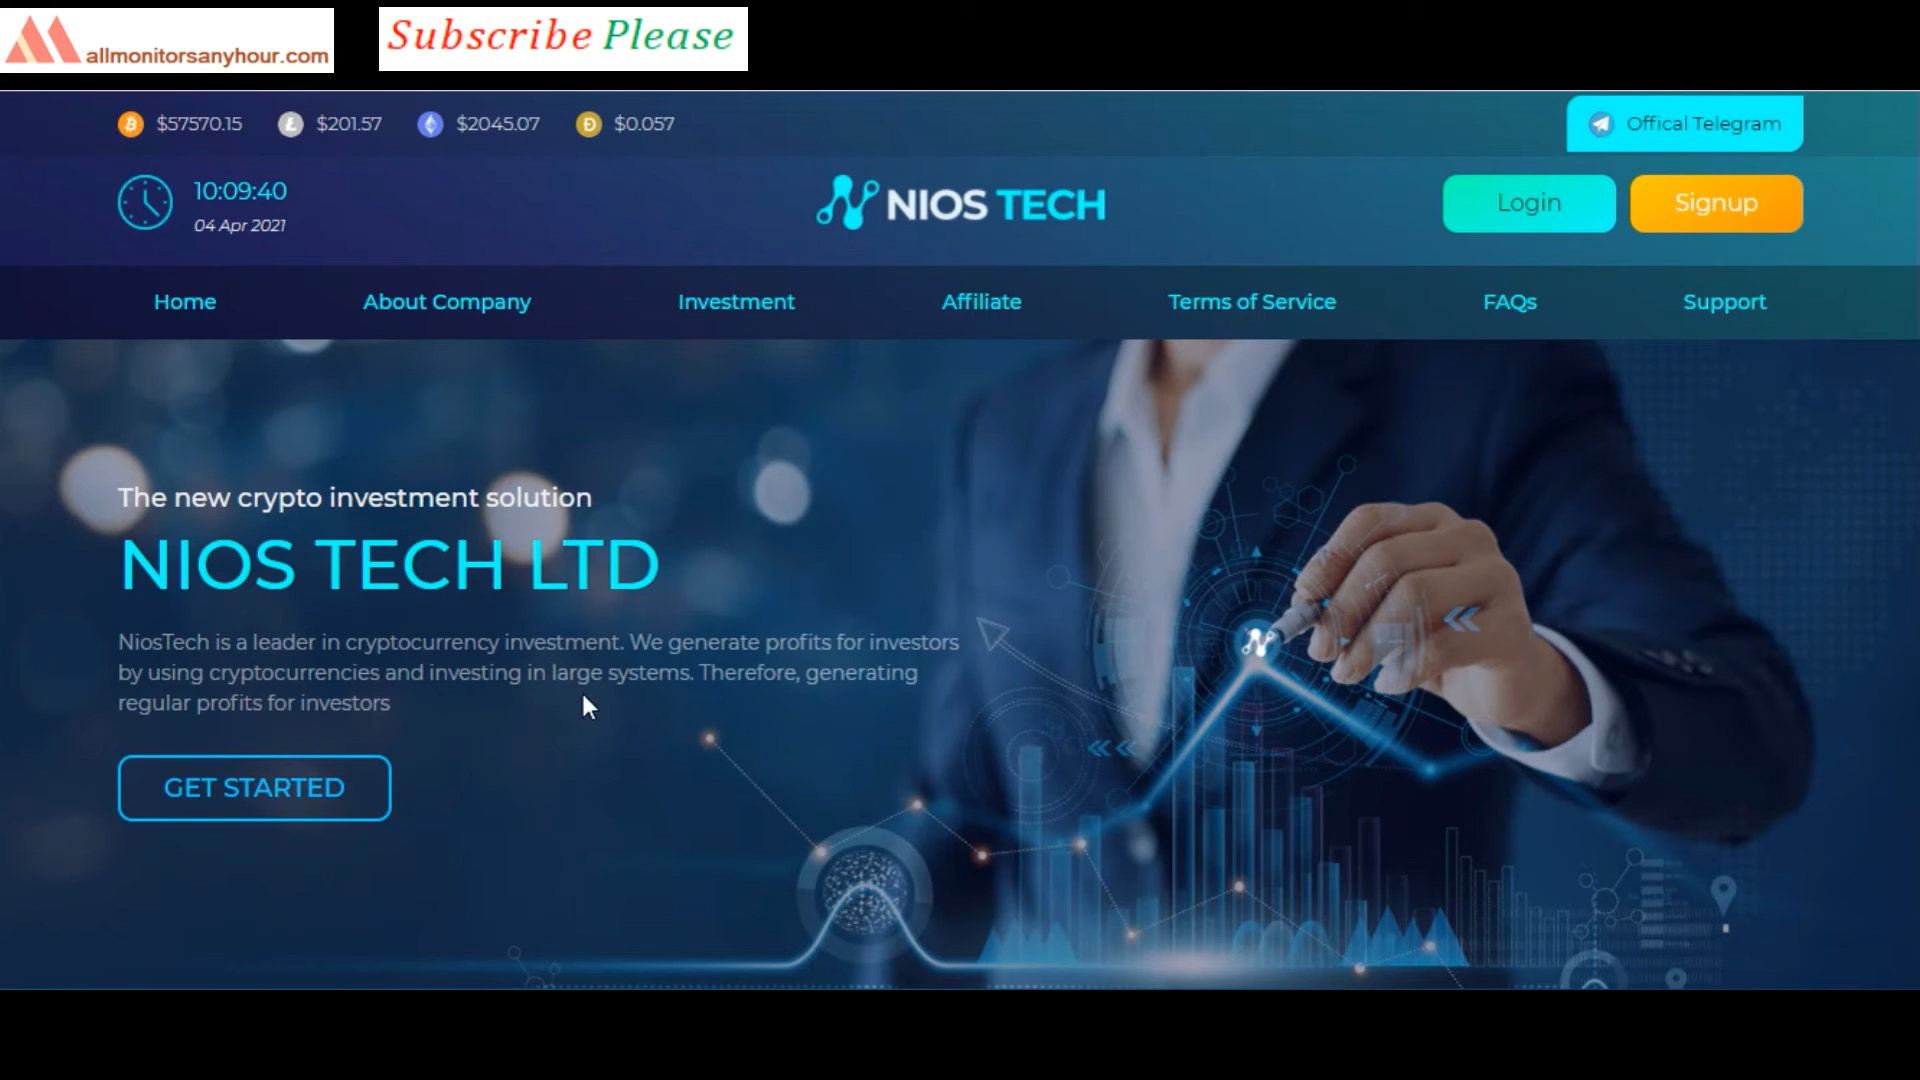 allmonitorsanyhour.com
Subscribe Please
$57570.15 $201.57 $2045.07 $0.057
Offical Telegram
10:09:40
04 Apr 2021
NIOS TECH
Login
Signup
Home About Company Investment Affiliate Terms of Service FAQs Support
The new crypto investment solution
NIOS TECH LTD
NiosTech is a leader in cryptocurrency investment. We generate profits for investors
by using cryptocurrencies and investing in large systems. Therefore, generating
regular profits for investors
GET STARTED